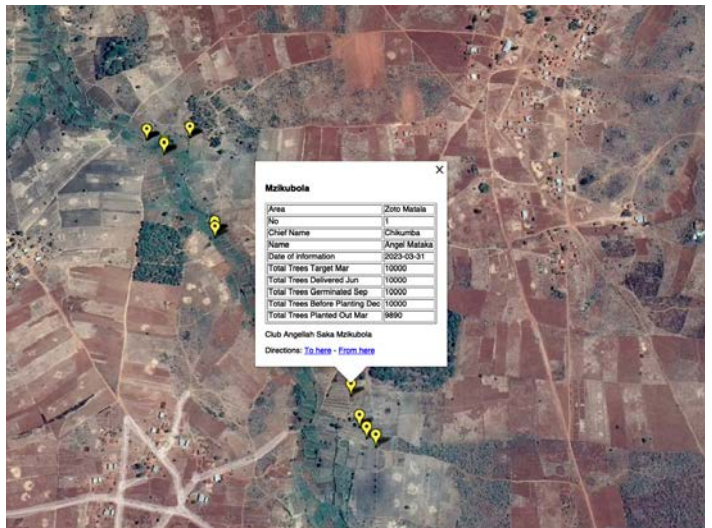 Mzikubola
Area Zoto Matala
No 1
Chief Name Chikumba
Name Angel Mataka
Date of information 2023-03-31
Total Trees Target Mar 10000
Total Trees Delivered Jun 10000
Total Trees Germinated Sep 10000
Total Trees Before Planting Dec 10000
Total Trees Planted Out Mar 9890
Club Angellah Saka Mzikubola
Directions: To here - From here